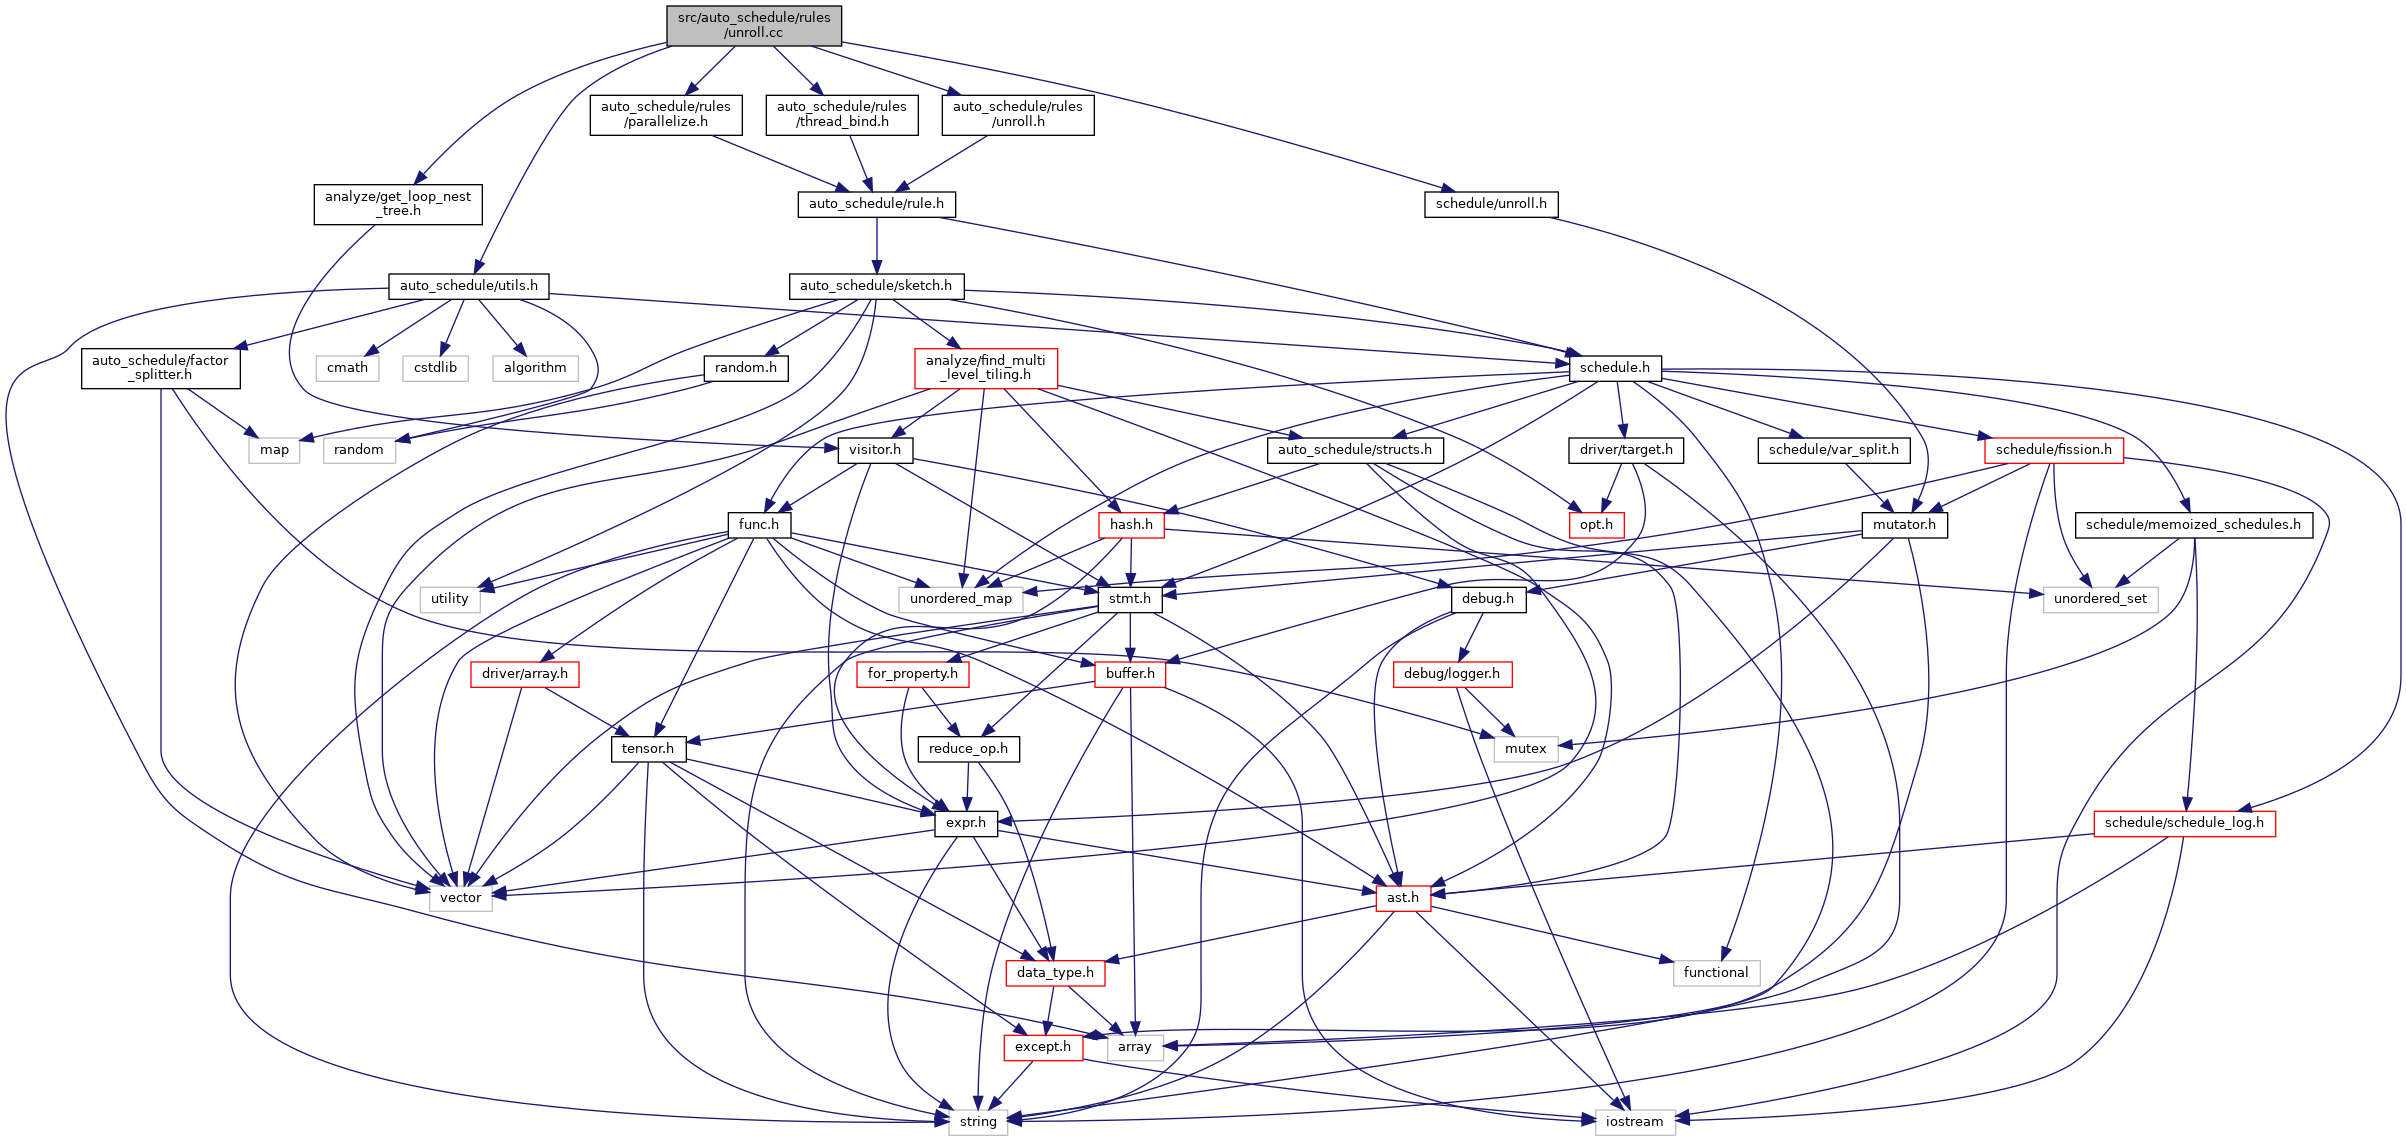 src/auto_schedule/rules
/unroll.cc
auto_schedule/rules
/parallelize.h
auto_schedule/rules
/thread_bind.h
auto_schedule/rules
/unroll.h
analyze/get_loop_nest
_tree.h
auto_schedule/rule.h
schedule/unroll.h
auto_schedule/utils.h
auto_schedule/sketch.h
auto_schedule/factor
_splitter.h
cmath
cstdlib
algorithm
random.h
analyze/find_multi
_level_tiling.h
schedule.h
map
random
visitor.h
auto_schedule/structs.h
driver/target.h
schedule/var_split.h
schedule/fission.h
func.h
hash.h
opt.h
mutator.h
schedule/memoized_schedules.h
utility
unordered_map
stmt.h
debug.h
unordered_set
driver/array.h
for_property.h
buffer.h
debug/logger.h
tensor.h
reduce_op.h
mutex
expr.h
schedule/schedule_log.h
vector
ast.h
data_type.h
functional
except.h
array
string
iostream